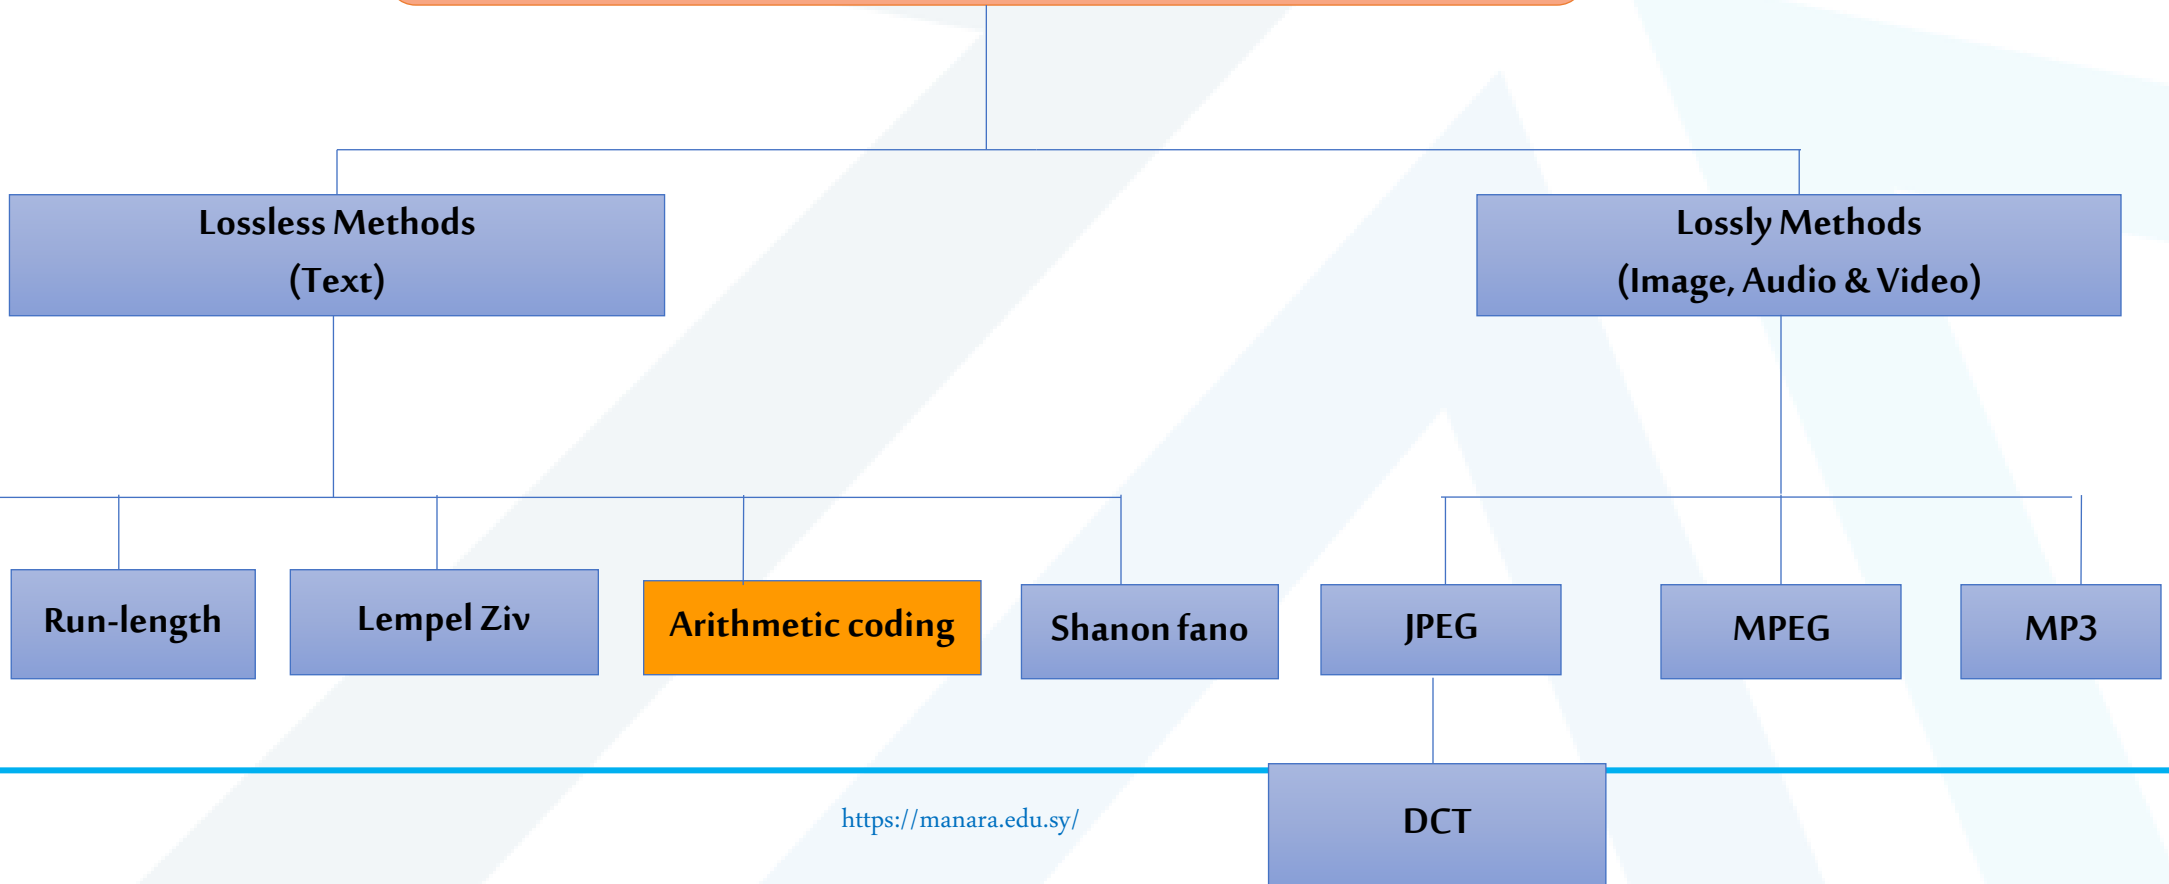 Lossless Methods
(Text)
Lossly Methods
(Image, Audio & Video)
Run-length
Lempel Ziv
Arithmetic coding
Shanon fano
JPEG
MPEG
MP3
DCT
https://manara.edu.sy/